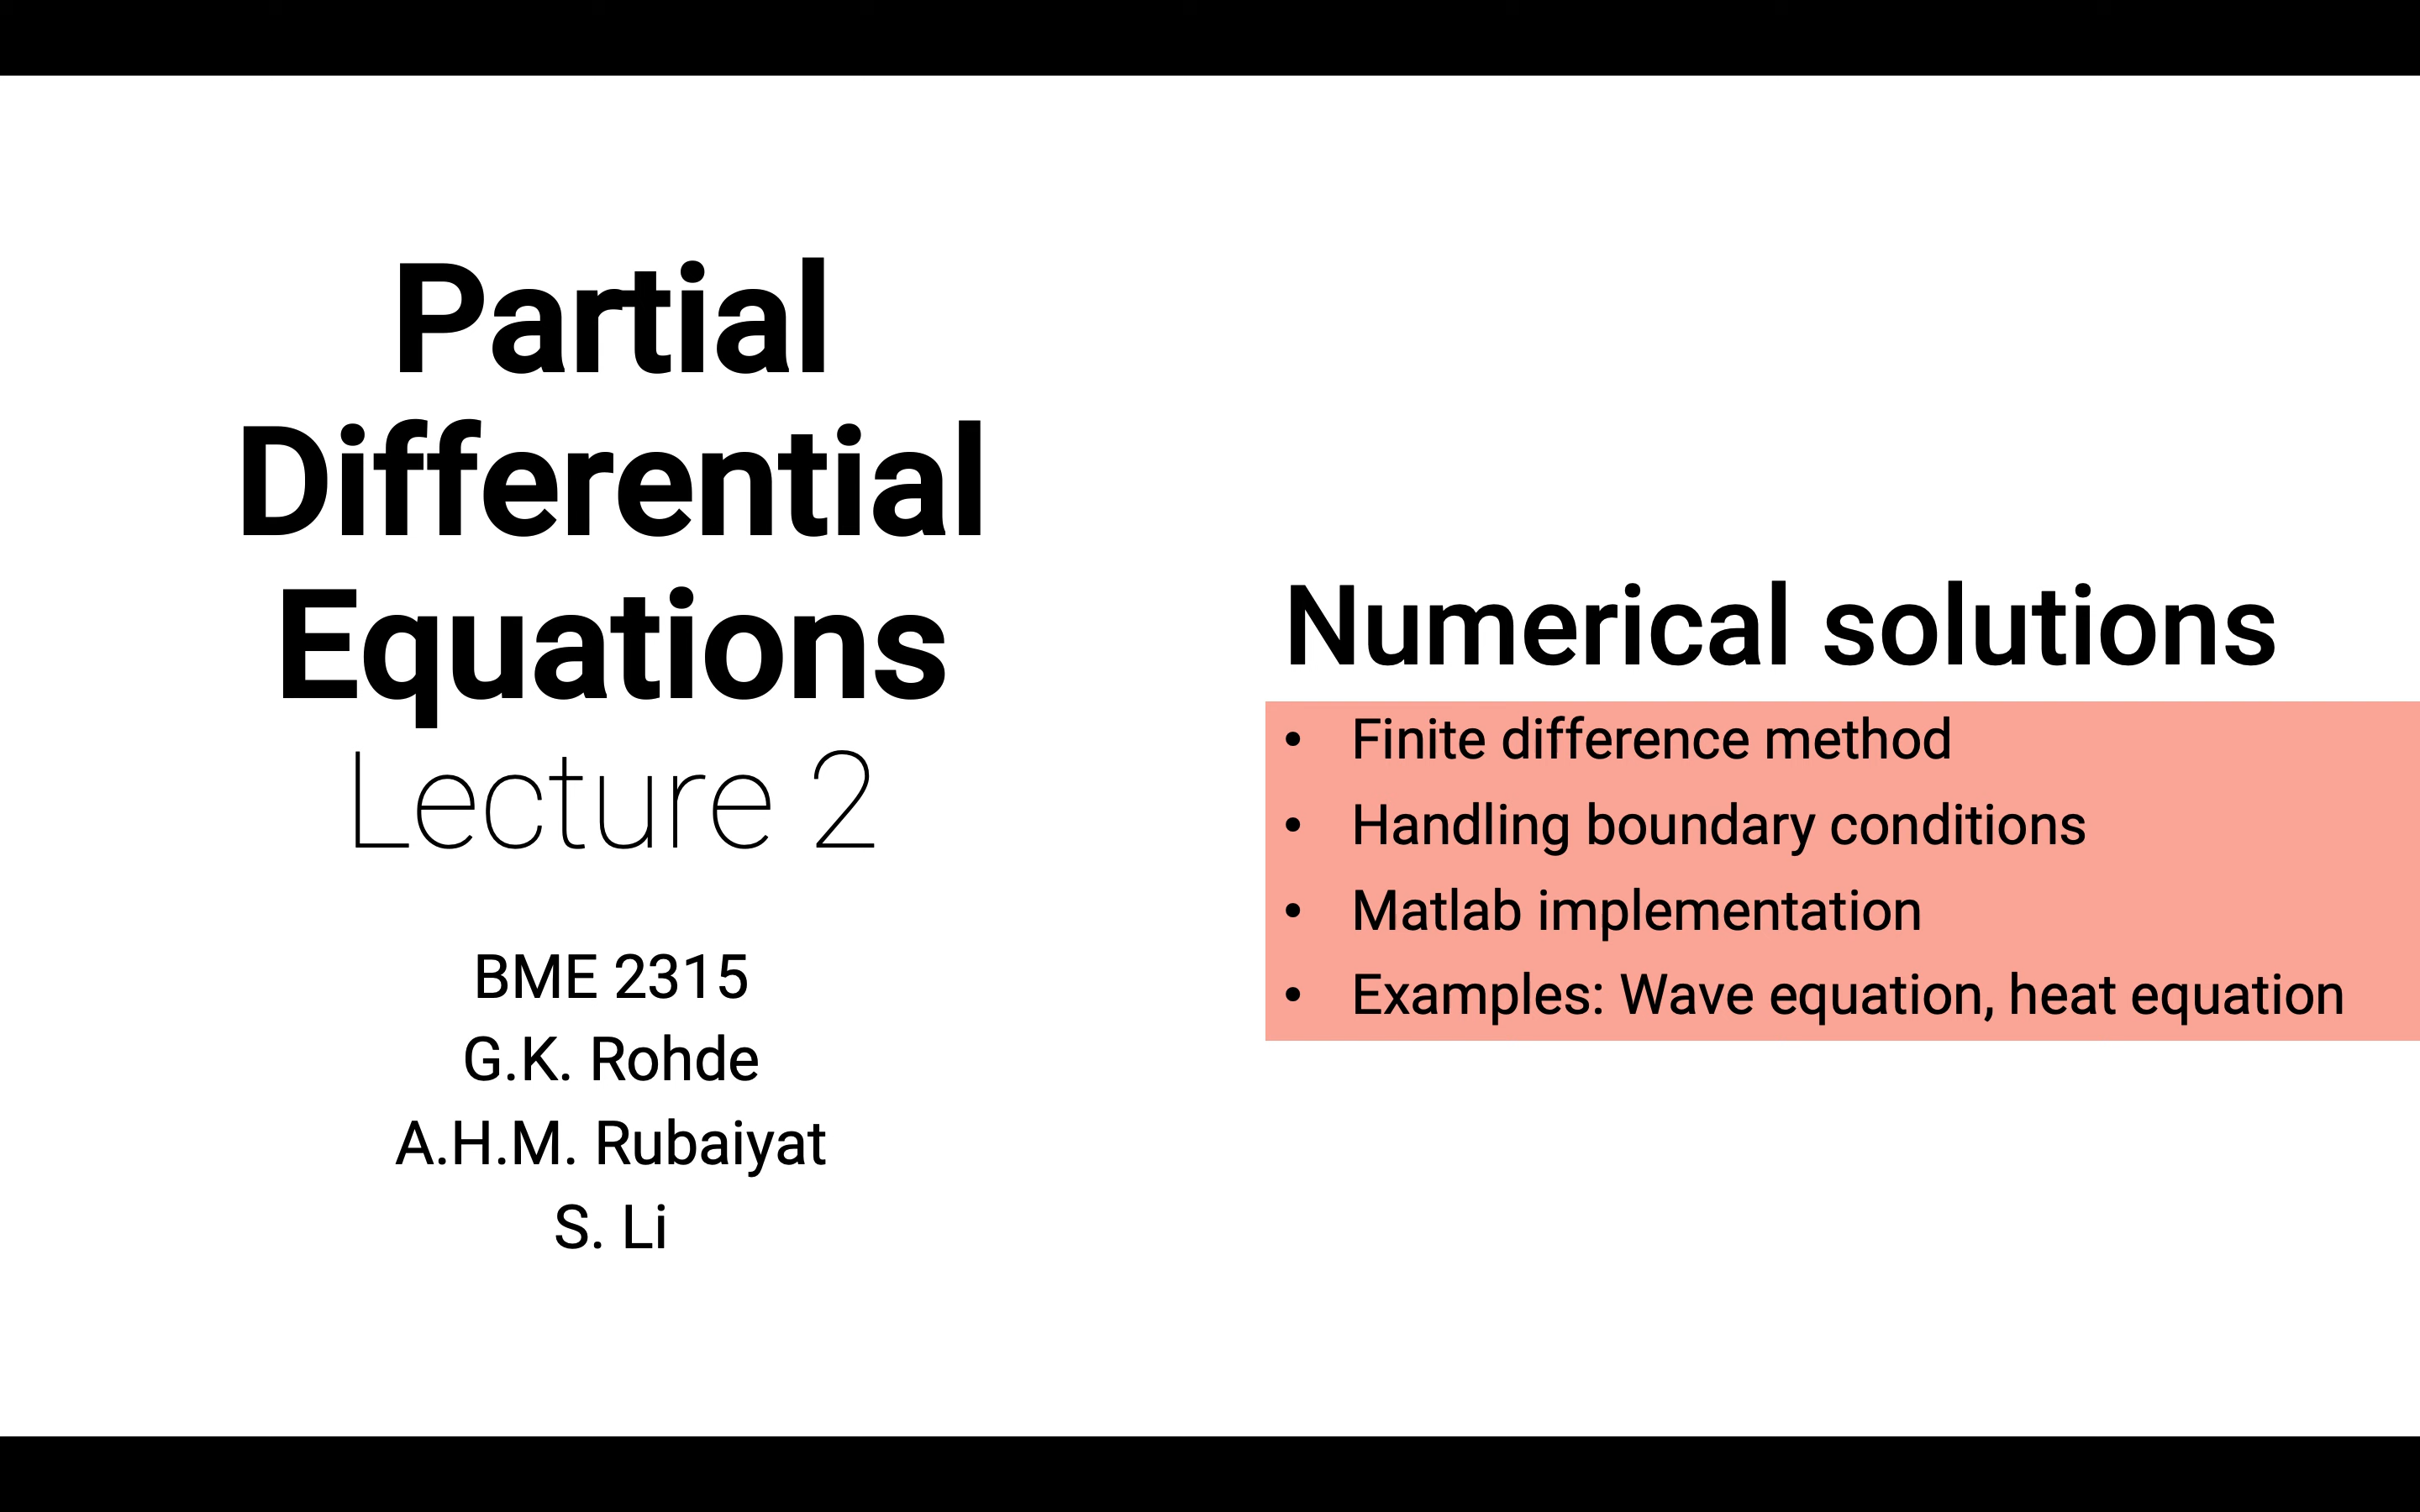 Partial
Differential
Equations
Lecture 2
BME 2315
G.K. Rohde
A.H.M. Rubaiyat
S. Li
Numerical solutions
• Finite difference method
• Handling boundary conditions
• Matlab implementation
• Examples: Wave equation, heat equation